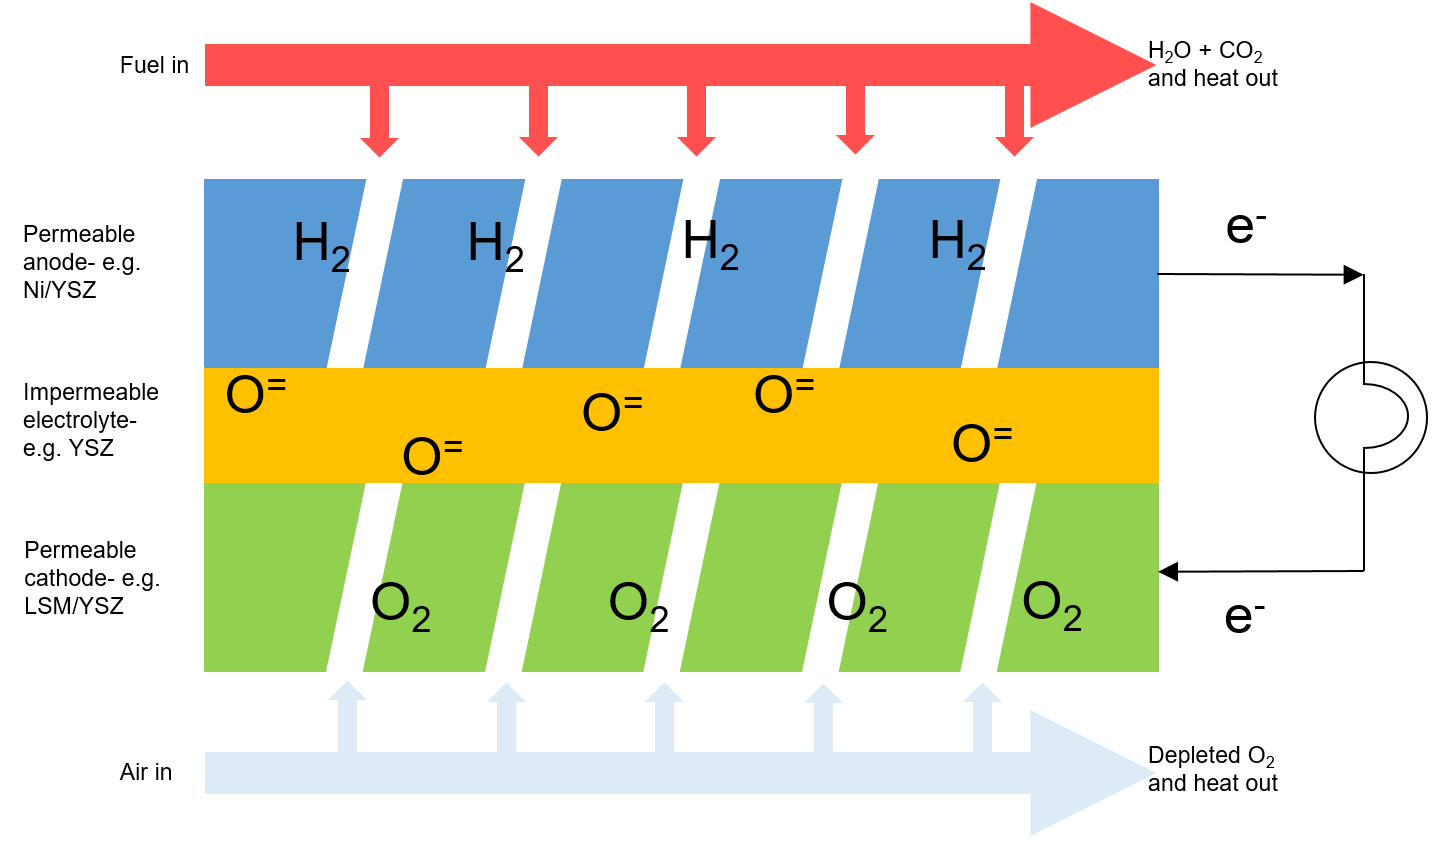 Fuel in
H₂O + CO₂
and heat out
Permeable
anode- e.g.
Ni/YSZ
H₂ H₂ H₂ H₂
e⁻
Impermeable
electrolyte-
e.g. YSZ
O⁼ O⁼ O⁼ O⁼ O⁼
Permeable
cathode- e.g.
LSM/YSZ
O₂ O₂ O₂ O₂
e⁻
Air in
Depleted O₂
and heat out